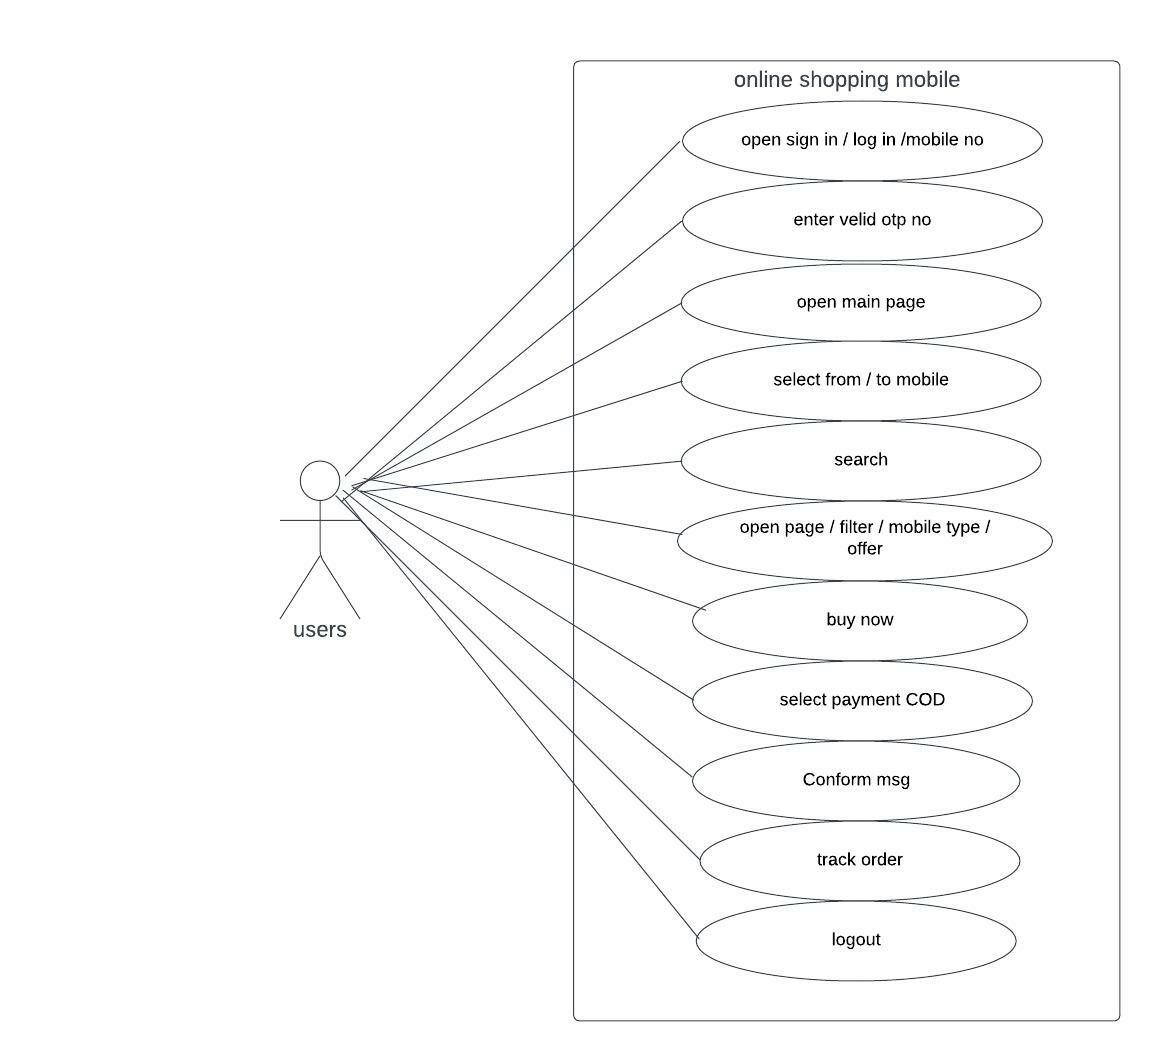 online shopping mobile
open sign in / log in /mobile no
enter velid otp no
open main page
select from / to mobile
search
open page / filter / mobile type /
offer
buy now
users
select payment COD
Conform msg
track order
logout